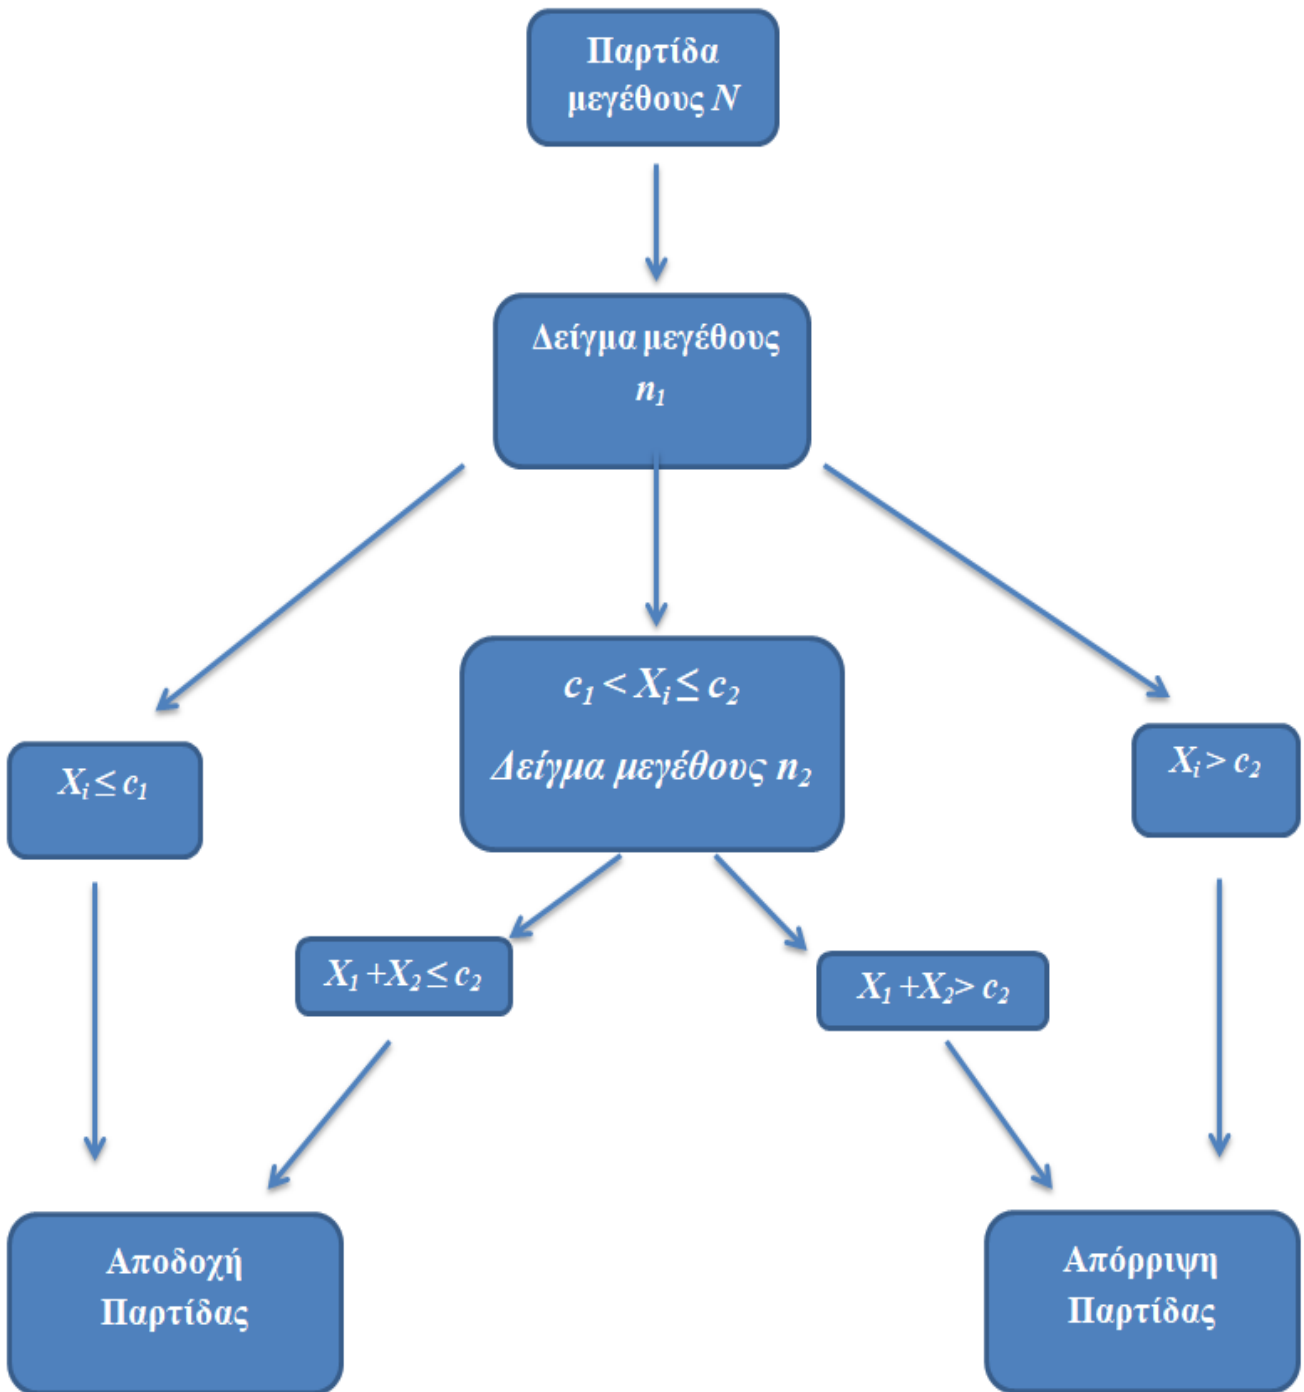 Παρτίδα
μεγέθους N
Δείγμα μεγέθους
n₁
c₁ < Xᵢ ≤ c₂
Δείγμα μεγέθους n₂
Xᵢ ≤ c₁
Xᵢ > c₂
X₁ +X₂ ≤ c₂
X₁ +X₂> c₂
Αποδοχή
Παρτίδας
Απόρριψη
Παρτίδας